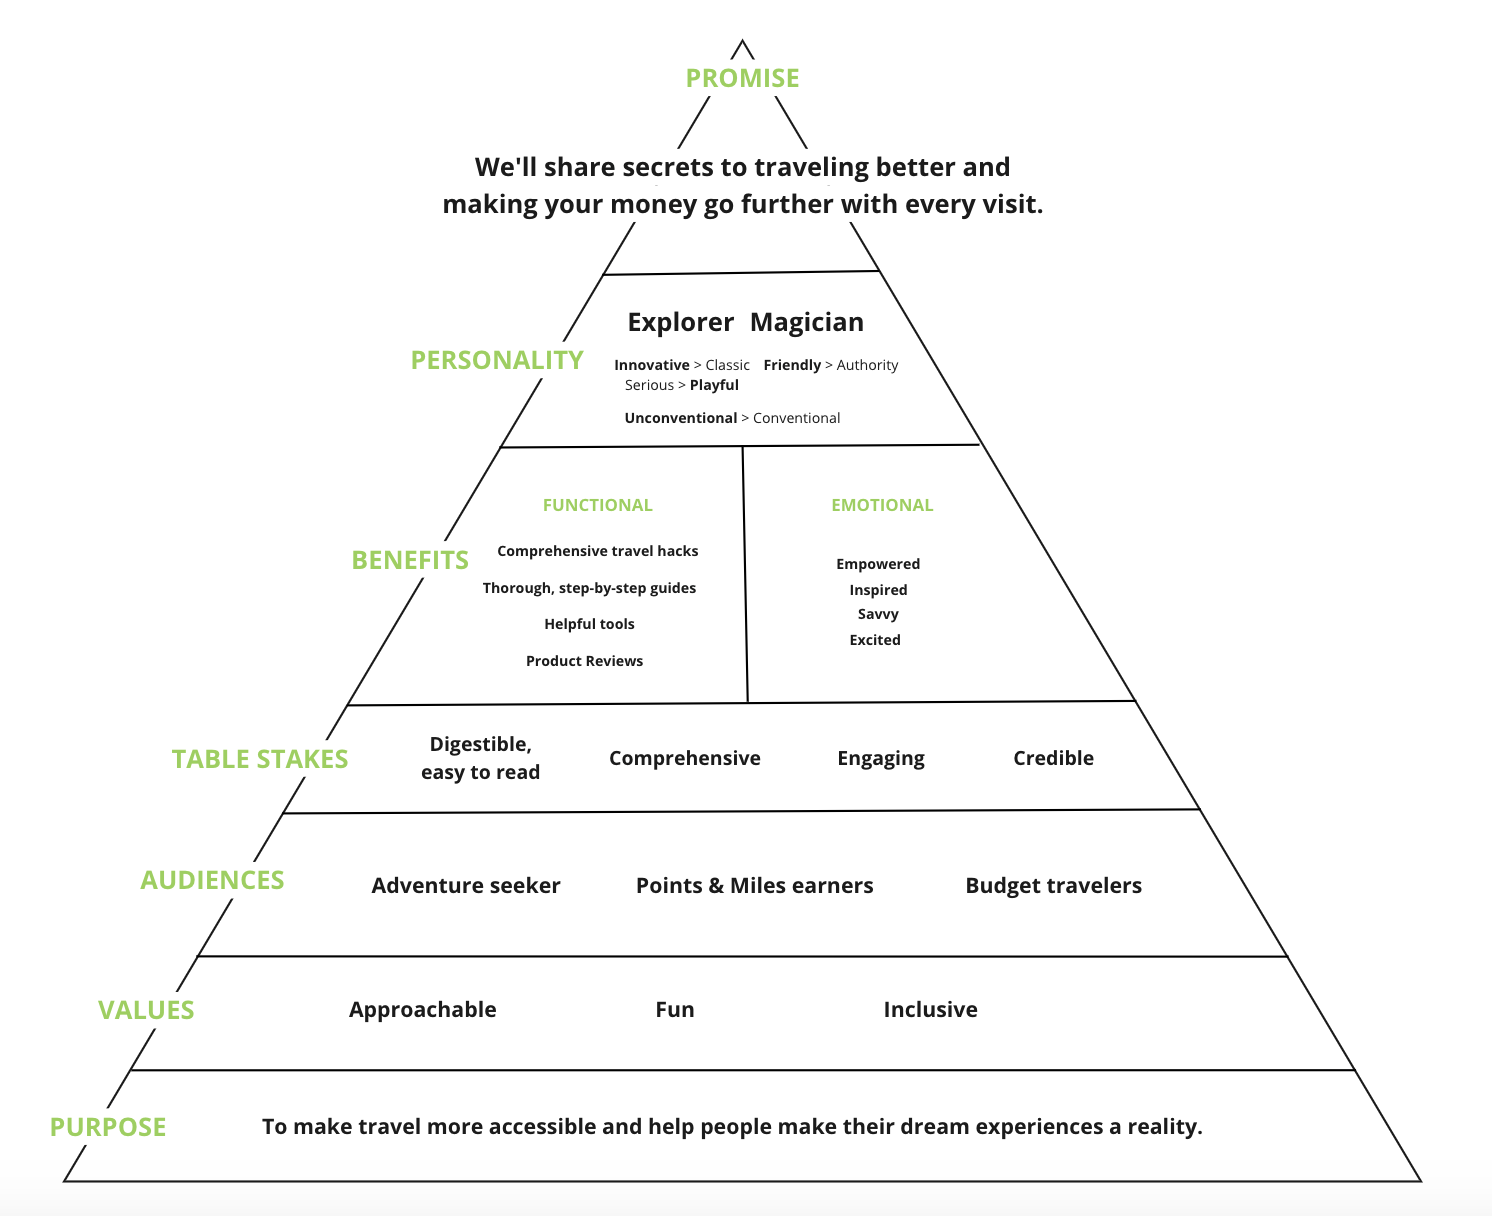 PROMISE
We'll share secrets to traveling better and
making your money go further with every visit.
Explorer Magician
PERSONALITY
Innovative > Classic Friendly > Authority
Serious > Playful
Unconventional > Conventional
BENEFITS
FUNCTIONAL
Comprehensive travel hacks
Thorough, step-by-step guides
Helpful tools
Product Reviews
EMOTIONAL
Empowered
Inspired
Savvy
Excited
TABLE STAKES
Digestible,
easy to read
Comprehensive
Engaging
Credible
AUDIENCES
Adventure seeker
Points & Miles earners
Budget travelers
VALUES
Approachable
Fun
Inclusive
PURPOSE
To make travel more accessible and help people make their dream experiences a reality.